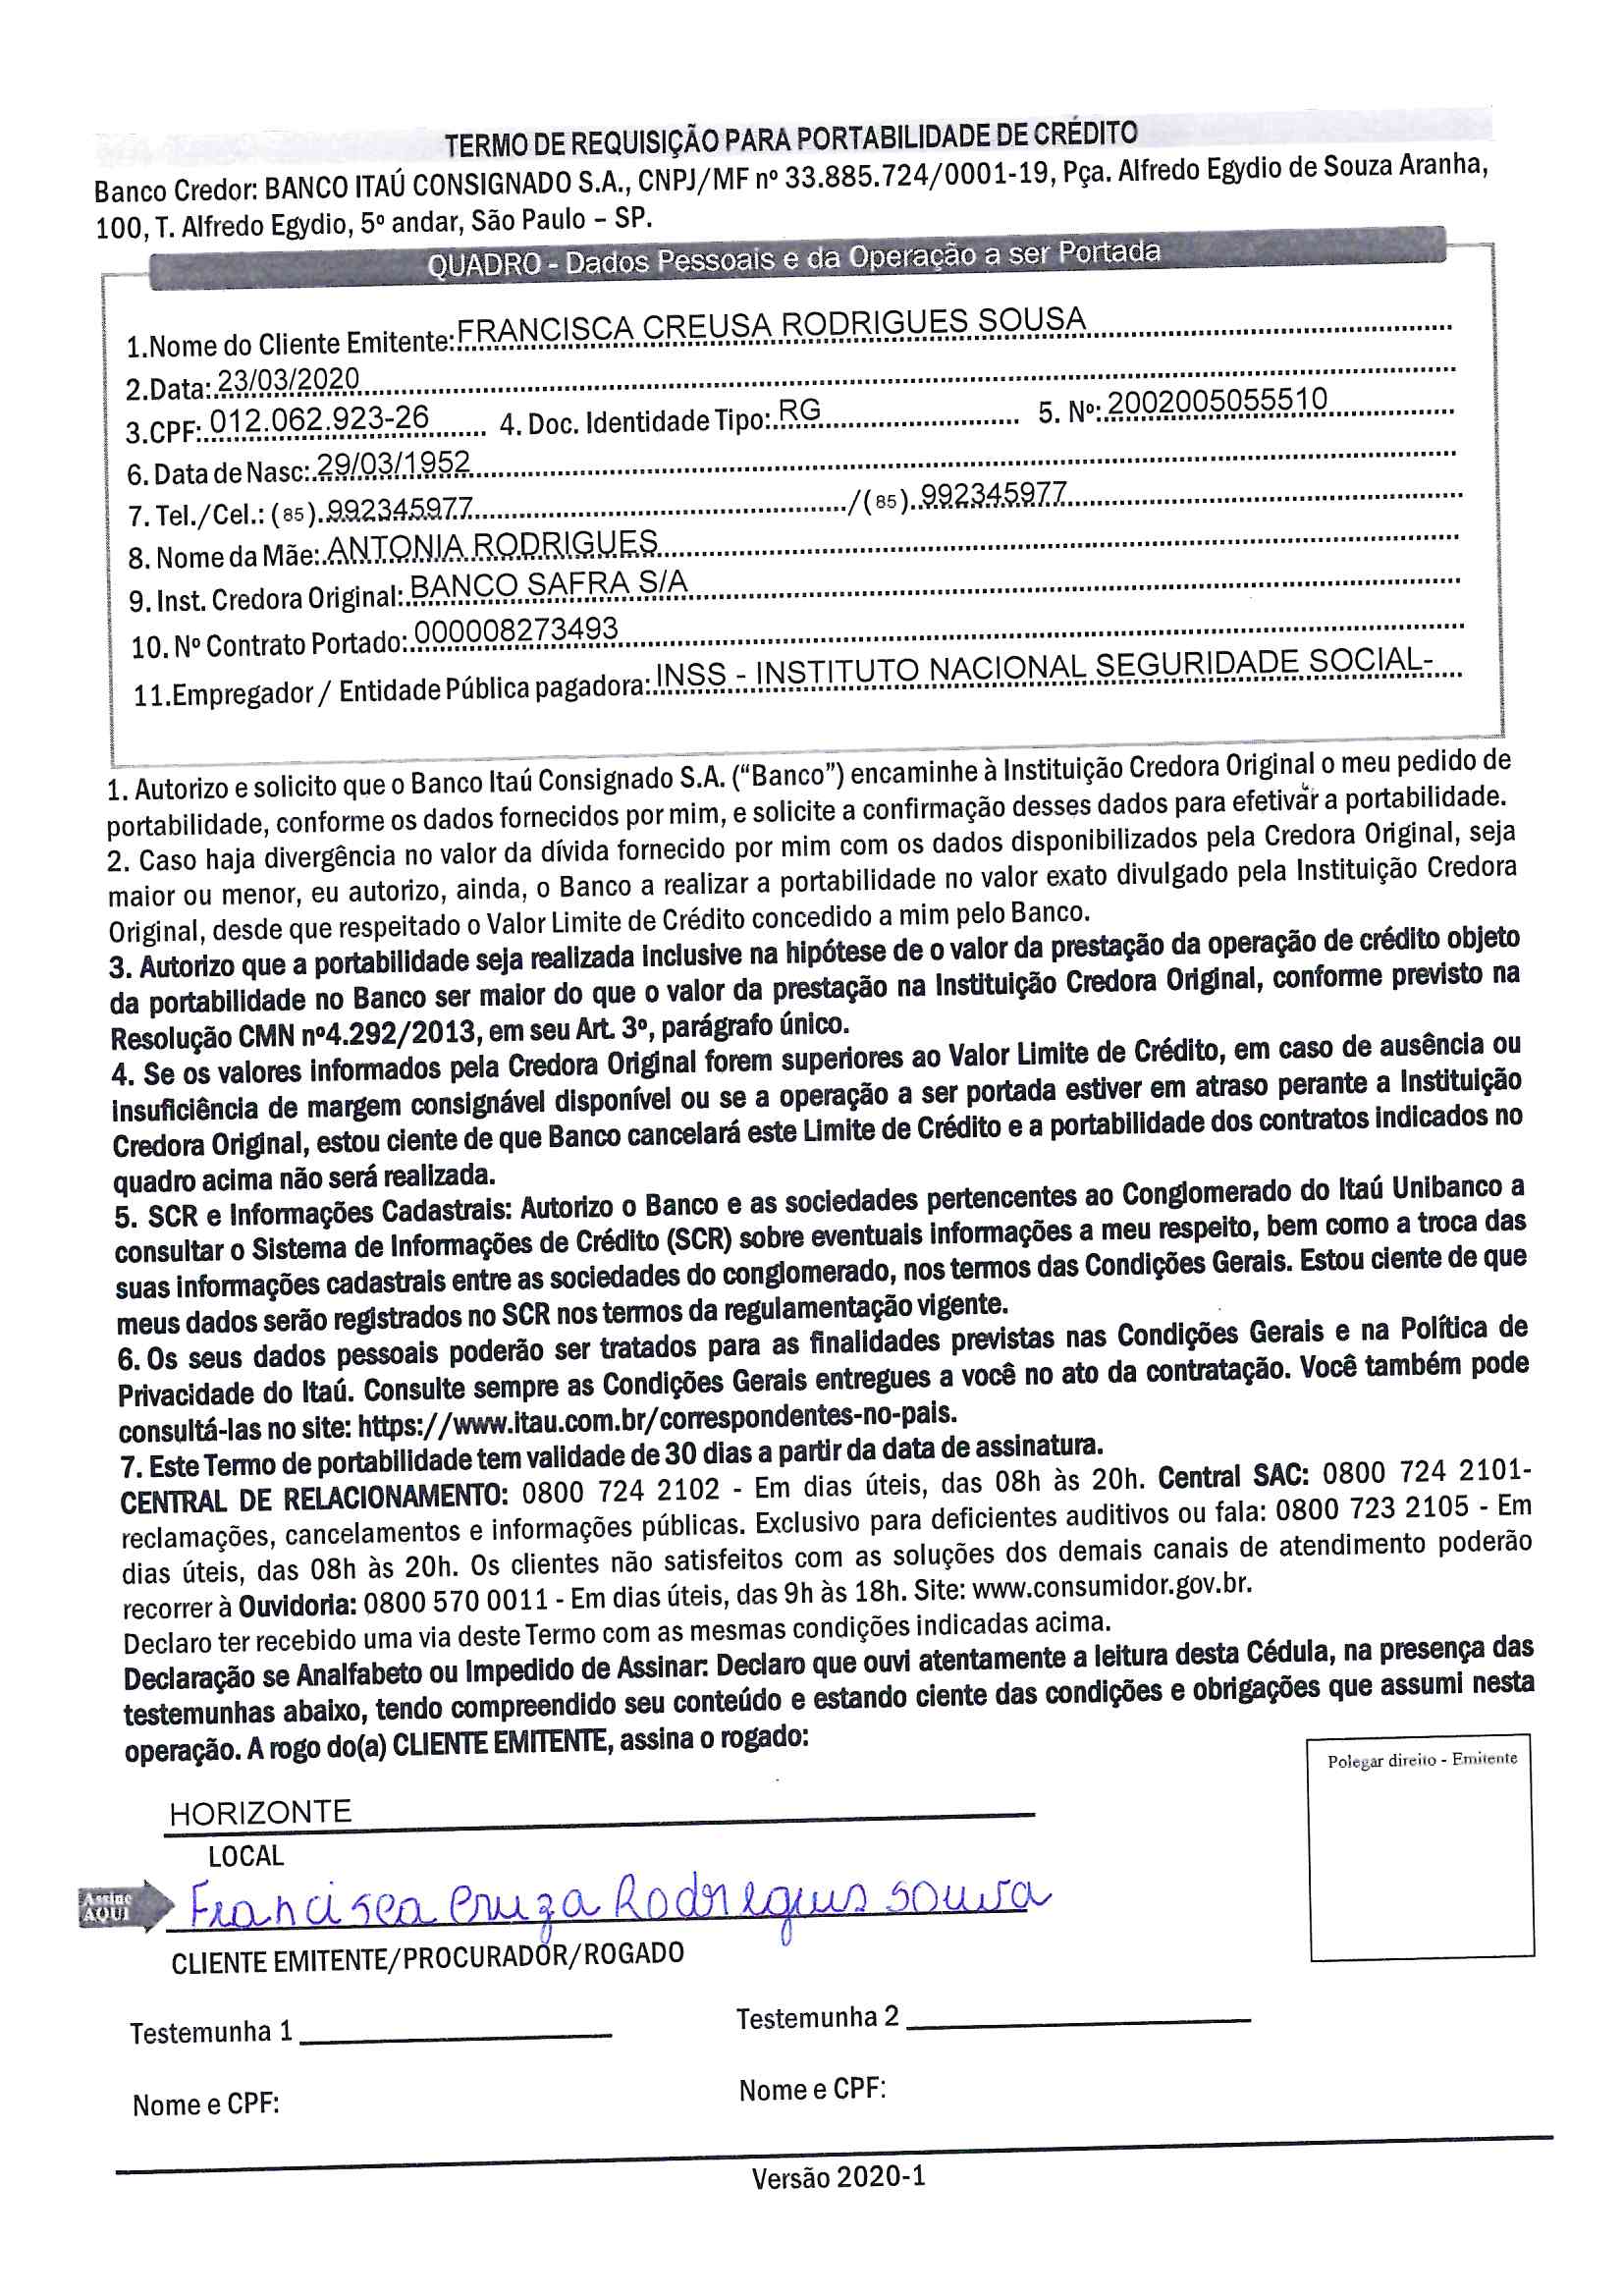 TERMO DE REQUISIÇÃO PARA PORTABILIDADE DE CRÉDITO
Banco Credor: BANCO ITAÚ CONSIGNADO S.A., CNPJ/MF nº 33.885.724/0001-19, Pça. Alfredo Egydio de Souza Aranha,
100, T. Alfredo Egydio, 5º andar, São Paulo – SP.
QUADRO - Dados Pessoais e da Operação a ser Portada
1.Nome do Cliente Emitente: FRANCISCA CREUSA RODRIGUES SOUSA
2.Data: 23/03/2020
3.CPF: 012.062.923-26 4. Doc. Identidade Tipo: RG 5. Nº: 2002005055510
6. Data de Nasc: 29/03/1952
7. Tel./Cel.: (85) 992345977 /(85) 992345977
8. Nome da Mãe: ANTONIA RODRIGUES
9. Inst. Credora Original: BANCO SAFRA S/A
10. Nº Contrato Portado: 000008273493
11.Empregador / Entidade Pública pagadora: INSS - INSTITUTO NACIONAL SEGURIDADE SOCIAL-
1. Autorizo e solicito que o Banco Itaú Consignado S.A. (“Banco”) encaminhe à Instituição Credora Original o meu pedido de
portabilidade, conforme os dados fornecidos por mim, e solicite a confirmação desses dados para efetivar a portabilidade.
2. Caso haja divergência no valor da dívida fornecido por mim com os dados disponibilizados pela Credora Original, seja
maior ou menor, eu autorizo, ainda, o Banco a realizar a portabilidade no valor exato divulgado pela Instituição Credora
Original, desde que respeitado o Valor Limite de Crédito concedido a mim pelo Banco.
3. Autorizo que a portabilidade seja realizada inclusive na hipótese de o valor da prestação da operação de crédito objeto
da portabilidade no Banco ser maior do que o valor da prestação na Instituição Credora Original, conforme previsto na
Resolução CMN nº4.292/2013, em seu Art. 3º, parágrafo único.
4. Se os valores informados pela Credora Original forem superiores ao Valor Limite de Crédito, em caso de ausência ou
insuficiência de margem consignável disponível ou se a operação a ser portada estiver em atraso perante a Instituição
Credora Original, estou ciente de que Banco cancelará este Limite de Crédito e a portabilidade dos contratos indicados no
quadro acima não será realizada.
5. SCR e Informações Cadastrais: Autorizo o Banco e as sociedades pertencentes ao Conglomerado do Itaú Unibanco a
consultar o Sistema de Informações de Crédito (SCR) sobre eventuais informações a meu respeito, bem como a troca das
suas informações cadastrais entre as sociedades do conglomerado, nos termos das Condições Gerais. Estou ciente de que
meus dados serão registrados no SCR nos termos da regulamentação vigente.
6. Os seus dados pessoais poderão ser tratados para as finalidades previstas nas Condições Gerais e na Política de
Privacidade do Itaú. Consulte sempre as Condições Gerais entregues a você no ato da contratação. Você também pode
consultá-las no site: https://www.itau.com.br/correspondentes-no-pais.
7. Este Termo de portabilidade tem validade de 30 dias a partir da data de assinatura.
CENTRAL DE RELACIONAMENTO: 0800 724 2102 - Em dias úteis, das 08h às 20h. Central SAC: 0800 724 2101-
reclamações, cancelamentos e informações públicas. Exclusivo para deficientes auditivos ou fala: 0800 723 2105 - Em
dias úteis, das 08h às 20h. Os clientes não satisfeitos com as soluções dos demais canais de atendimento poderão
recorrer à Ouvidoria: 0800 570 0011 - Em dias úteis, das 9h às 18h. Site: www.consumidor.gov.br.
Declaro ter recebido uma via deste Termo com as mesmas condições indicadas acima.
Declaração se Analfabeto ou Impedido de Assinar: Declaro que ouvi atentamente a leitura desta Cédula, na presença das
testemunhas abaixo, tendo compreendido seu conteúdo e estando ciente das condições e obrigações que assumi nesta
operação. A rogo do(a) CLIENTE EMITENTE, assina o rogado:
Polegar direito - Emitente
HORIZONTE
LOCAL
Assine
AQUI
Francisca Cruza Rodregues sousa
CLIENTE EMITENTE/PROCURADOR/ROGADO
Testemunha 1 Testemunha 2
Nome e CPF: Nome e CPF:
Versão 2020-1